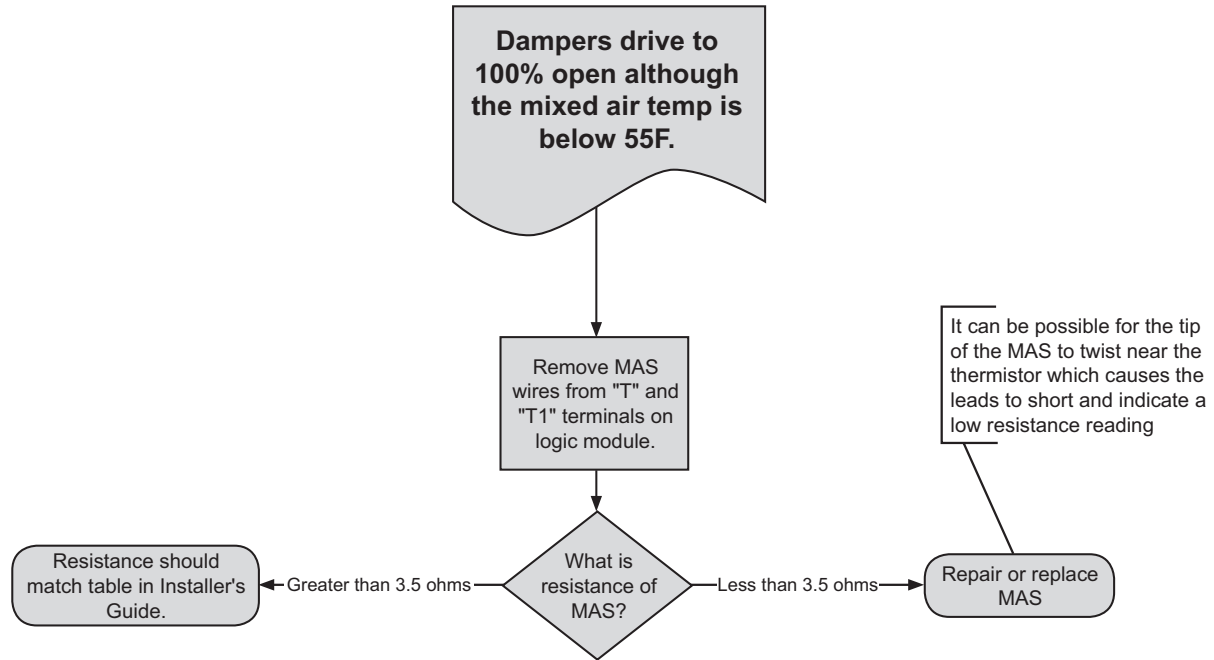 Dampers drive to
100% open although
the mixed air temp is
below 55F.
Remove MAS
wires from "T" and
"T1" terminals on
logic module.
It can be possible for the tip
of the MAS to twist near the
thermistor which causes the
leads to short and indicate a
low resistance reading
Resistance should
match table in Installer's
Guide.
Greater than 3.5 ohms
What is
resistance of
MAS?
Less than 3.5 ohms
Repair or replace
MAS